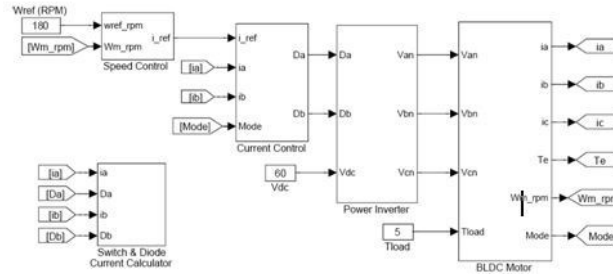 Wref (RPM)
180
wref_rpm
[Wm_rpm]
Wm_rpm
i_ref
Speed Control
i_ref
[ia]
ia
[ib]
ib
[Mode]
Mode
Da
Db
Current Control
Da
Db
60
Vdc
Vdc
Van
Vbn
Vcn
Power Inverter
Van
Vbn
Vcn
5
Tload
Tload
ia
ib
ic
Te
Wm_rpm
Mode
BLDC Motor
ia
ib
ic
Te
Wm_rpm
Mode
[ia]
ia
[Da]
Da
[ib]
ib
[Db]
Db
Switch & Diode
Current Calculator